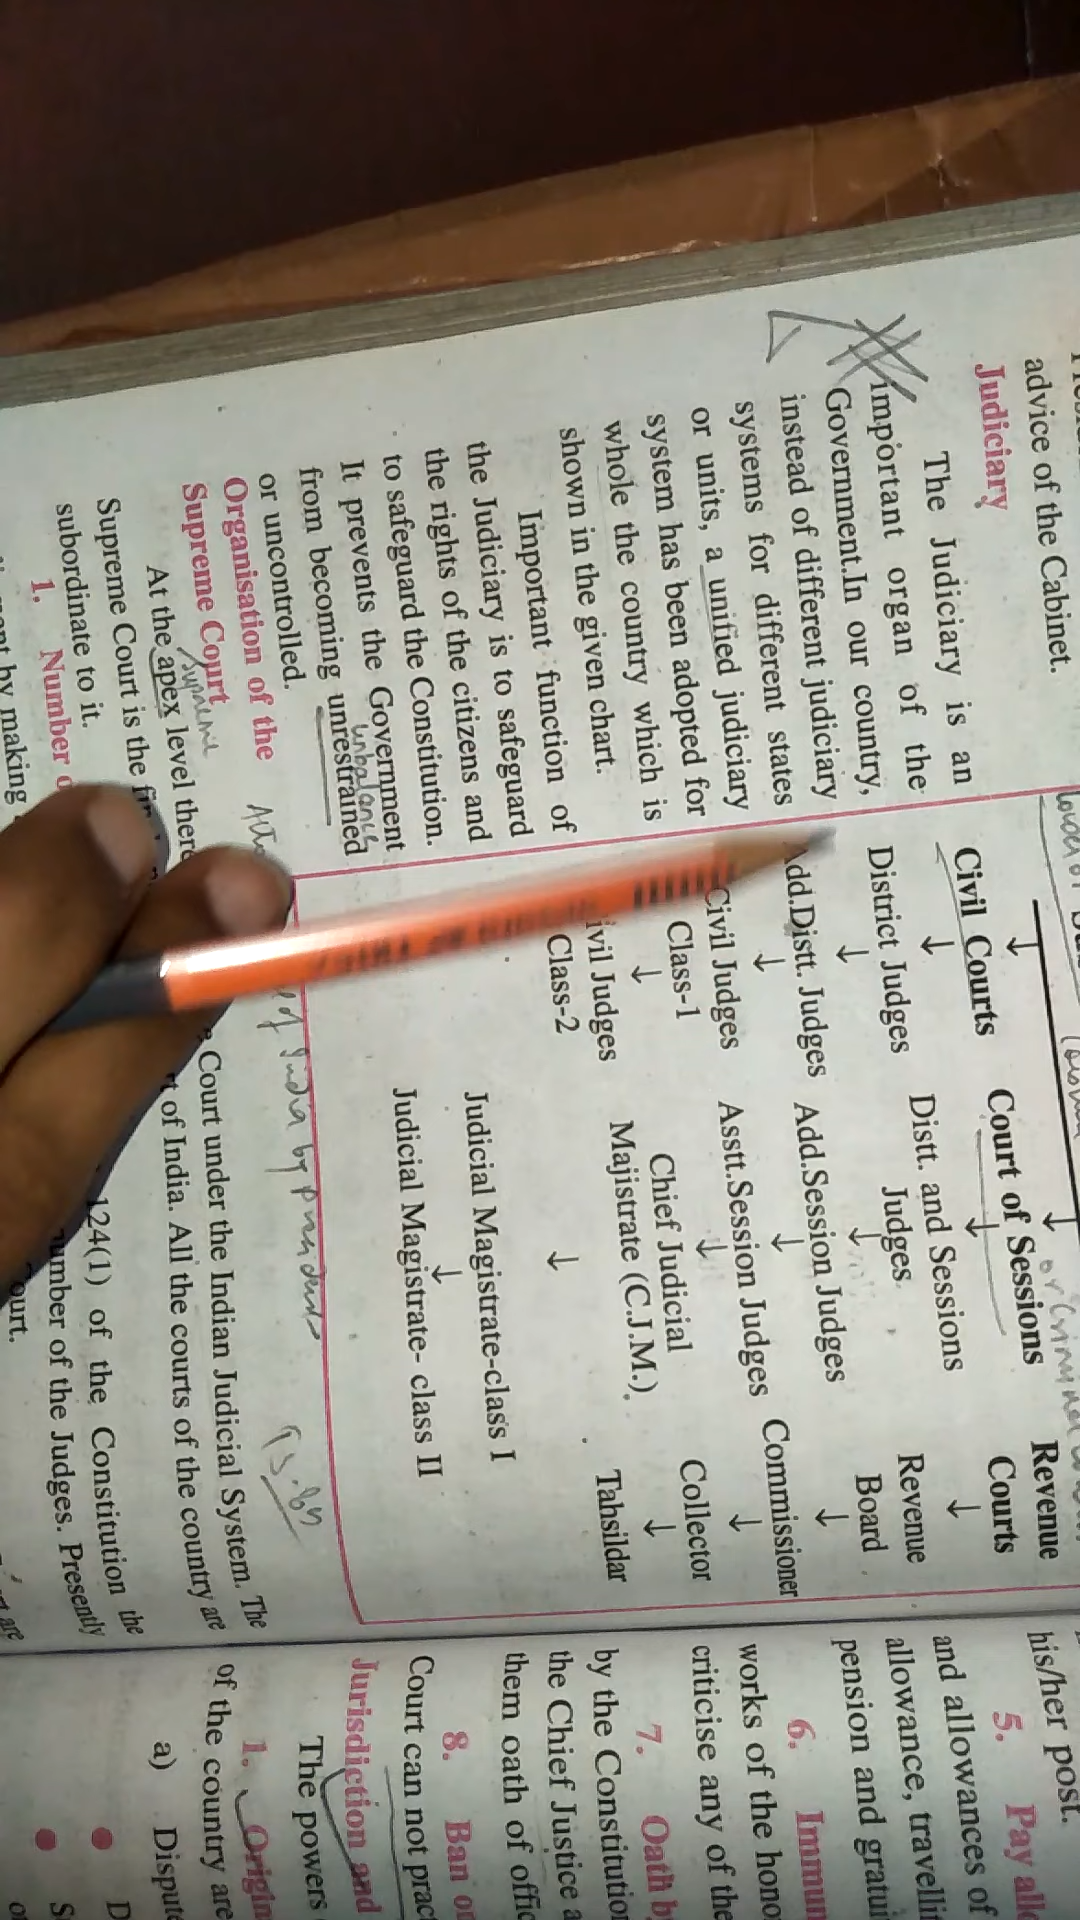 advice of the Cabinet.
Judiciary
The Judiciary is an
important organ of the
Government.In our country,
instead of different judiciary
systems for different states
or units, a unified judiciary
system has been adopted for
whole the country which is
shown in the given chart.
Important function of
the Judiciary is to safeguard
the rights of the citizens and
to safeguard the Constitution.
It prevents the Government
unbalance
from becoming unrestrained
or uncontrolled.
Civil Courts
District Judges
Add.Distt. Judges
Civil Judges
Class-1
Civil Judges
Class-2
Court of Sessions
Distt. and Sessions
Judges
Add.Session Judges
Asstt.Session Judges
Chief Judicial
Majistrate (C.J.M.)
Judicial Magistrate-class I
Judicial Magistrate- class II
Revenue
Courts
Revenue
Board
Commissioner
Collector
Tahsildar
Organisation of the
Supreme Court
Supreme
of India by president
At the apex level there Court under the Indian Judicial System. The
Supreme Court is the of India. All the courts of the country are
subordinate to it.
1. Number 124(1) of the Constitution the
number of the Judges. Presently
by making
his/her post.
5. Pay
and allowances of
allowance,
pension and
6.
works of the
criticise any of the
7. Oath
by the
the Chief Justice
them oath of
8. Ban
Court can not
Jurisdiction and
The powers
1.
of the country are
a)